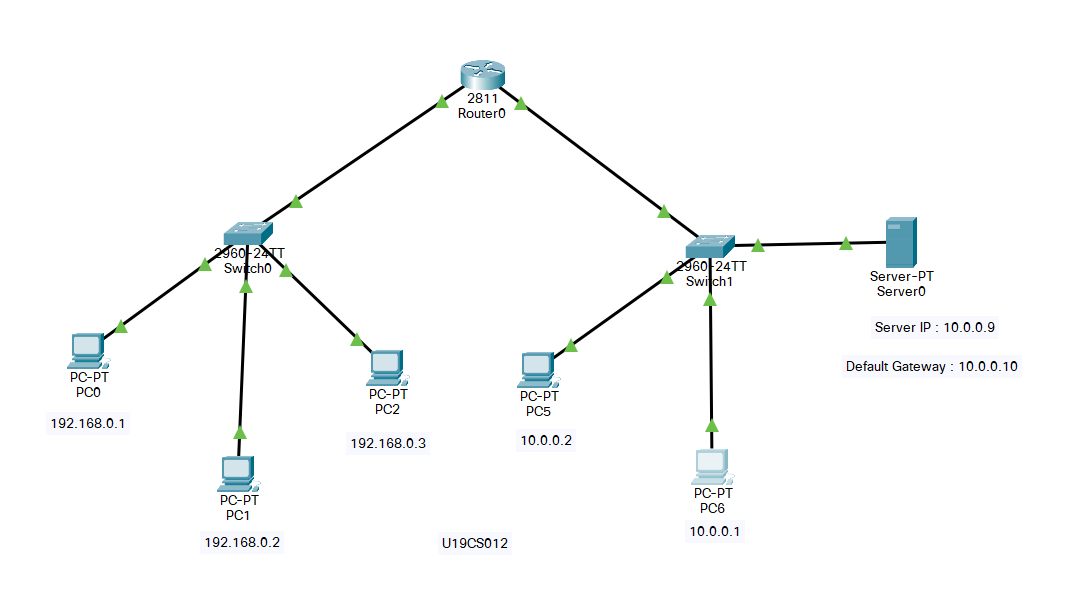 2811
Router0
2960-24TT
Switch0
2960-24TT
Switch1
Server-PT
Server0
Server IP : 10.0.0.9
Default Gateway : 10.0.0.10
PC-PT
PC0
192.168.0.1
PC-PT
PC2
192.168.0.3
PC-PT
PC5
10.0.0.2
PC-PT
PC1
192.168.0.2
PC-PT
PC6
10.0.0.1
U19CS012